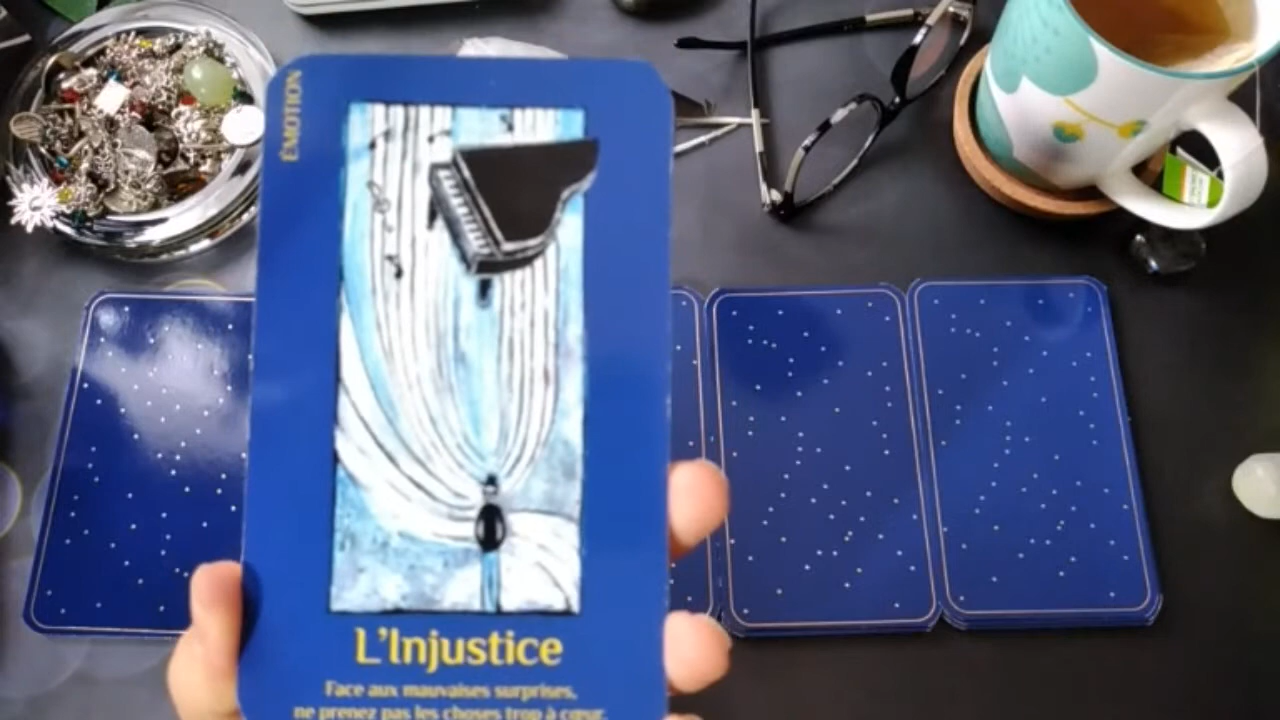 ÉMOTION
L'Injustice
Face aux mauvaises surprises,
ne prenez pas les choses trop à cœur,